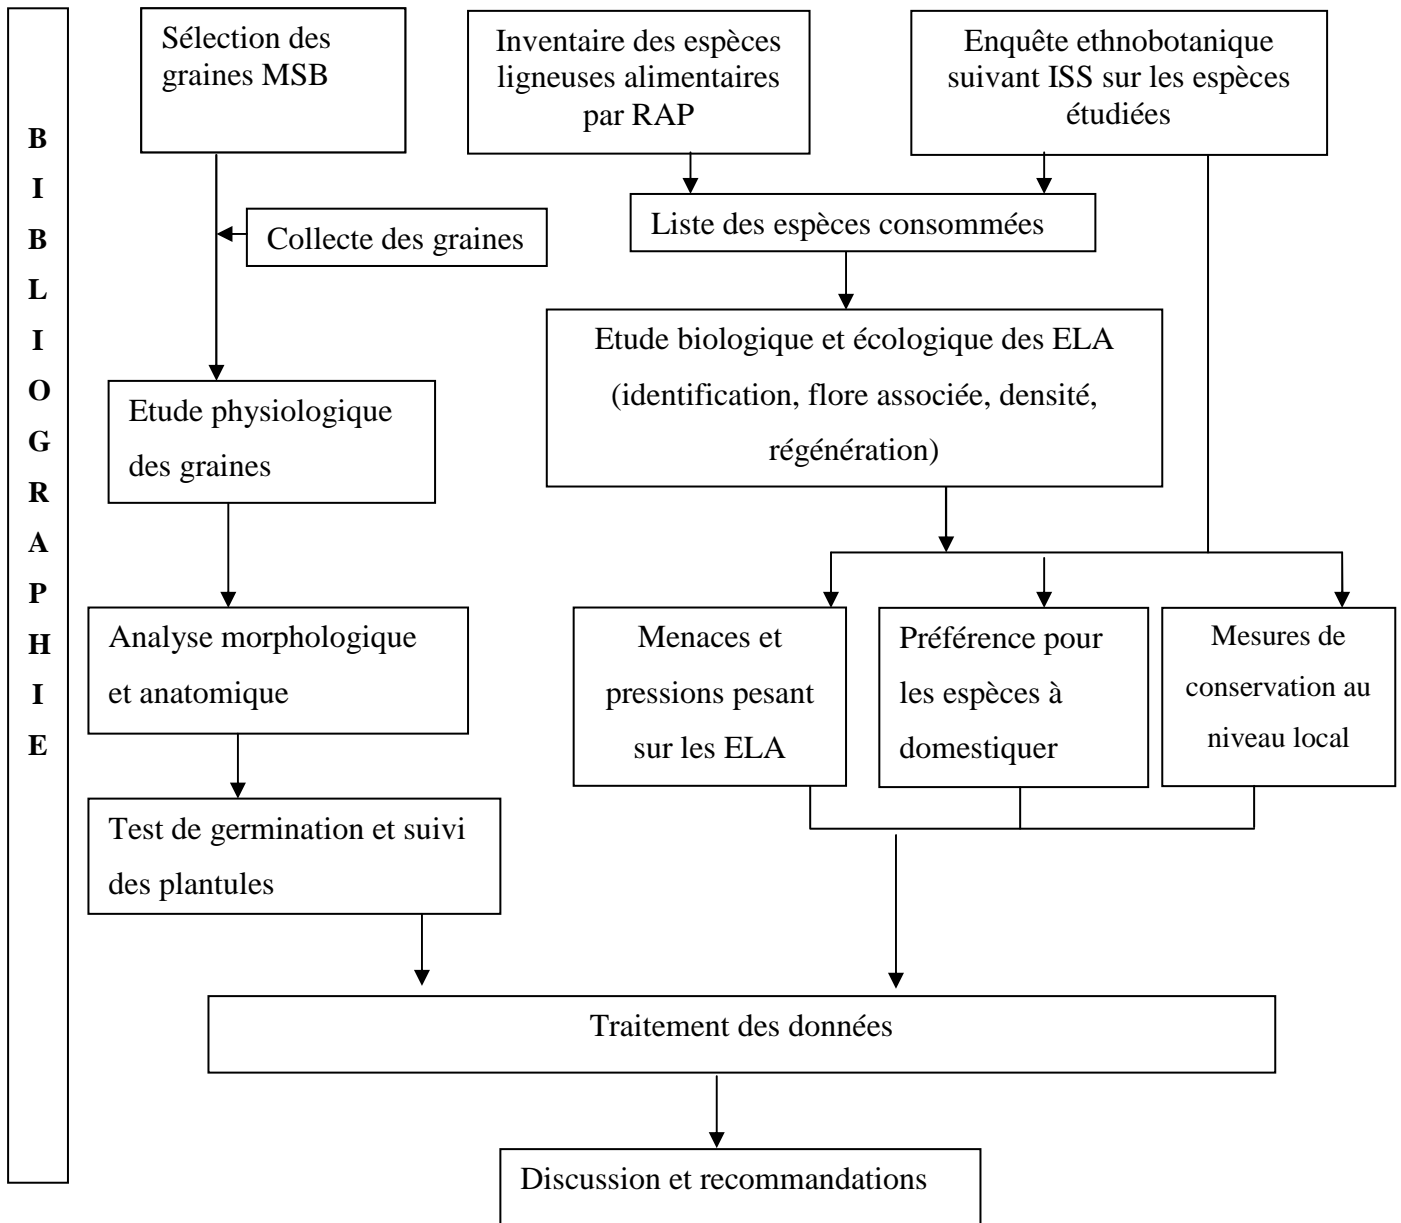 B
I
B
L
I
O
G
R
A
P
H
I
E
Sélection des
graines MSB
Inventaire des espèces
ligneuses alimentaires
par RAP
Enquête ethnobotanique
suivant ISS sur les espèces
étudiées
Collecte des graines
Liste des espèces consommées
Etude biologique et écologique des ELA
(identification, flore associée, densité,
régénération)
Etude physiologique
des graines
Analyse morphologique
et anatomique
Menaces et
pressions pesant
sur les ELA
Préférence pour
les espèces à
domestiquer
Mesures de
conservation au
niveau local
Test de germination et suivi
des plantules
Traitement des données
Discussion et recommandations